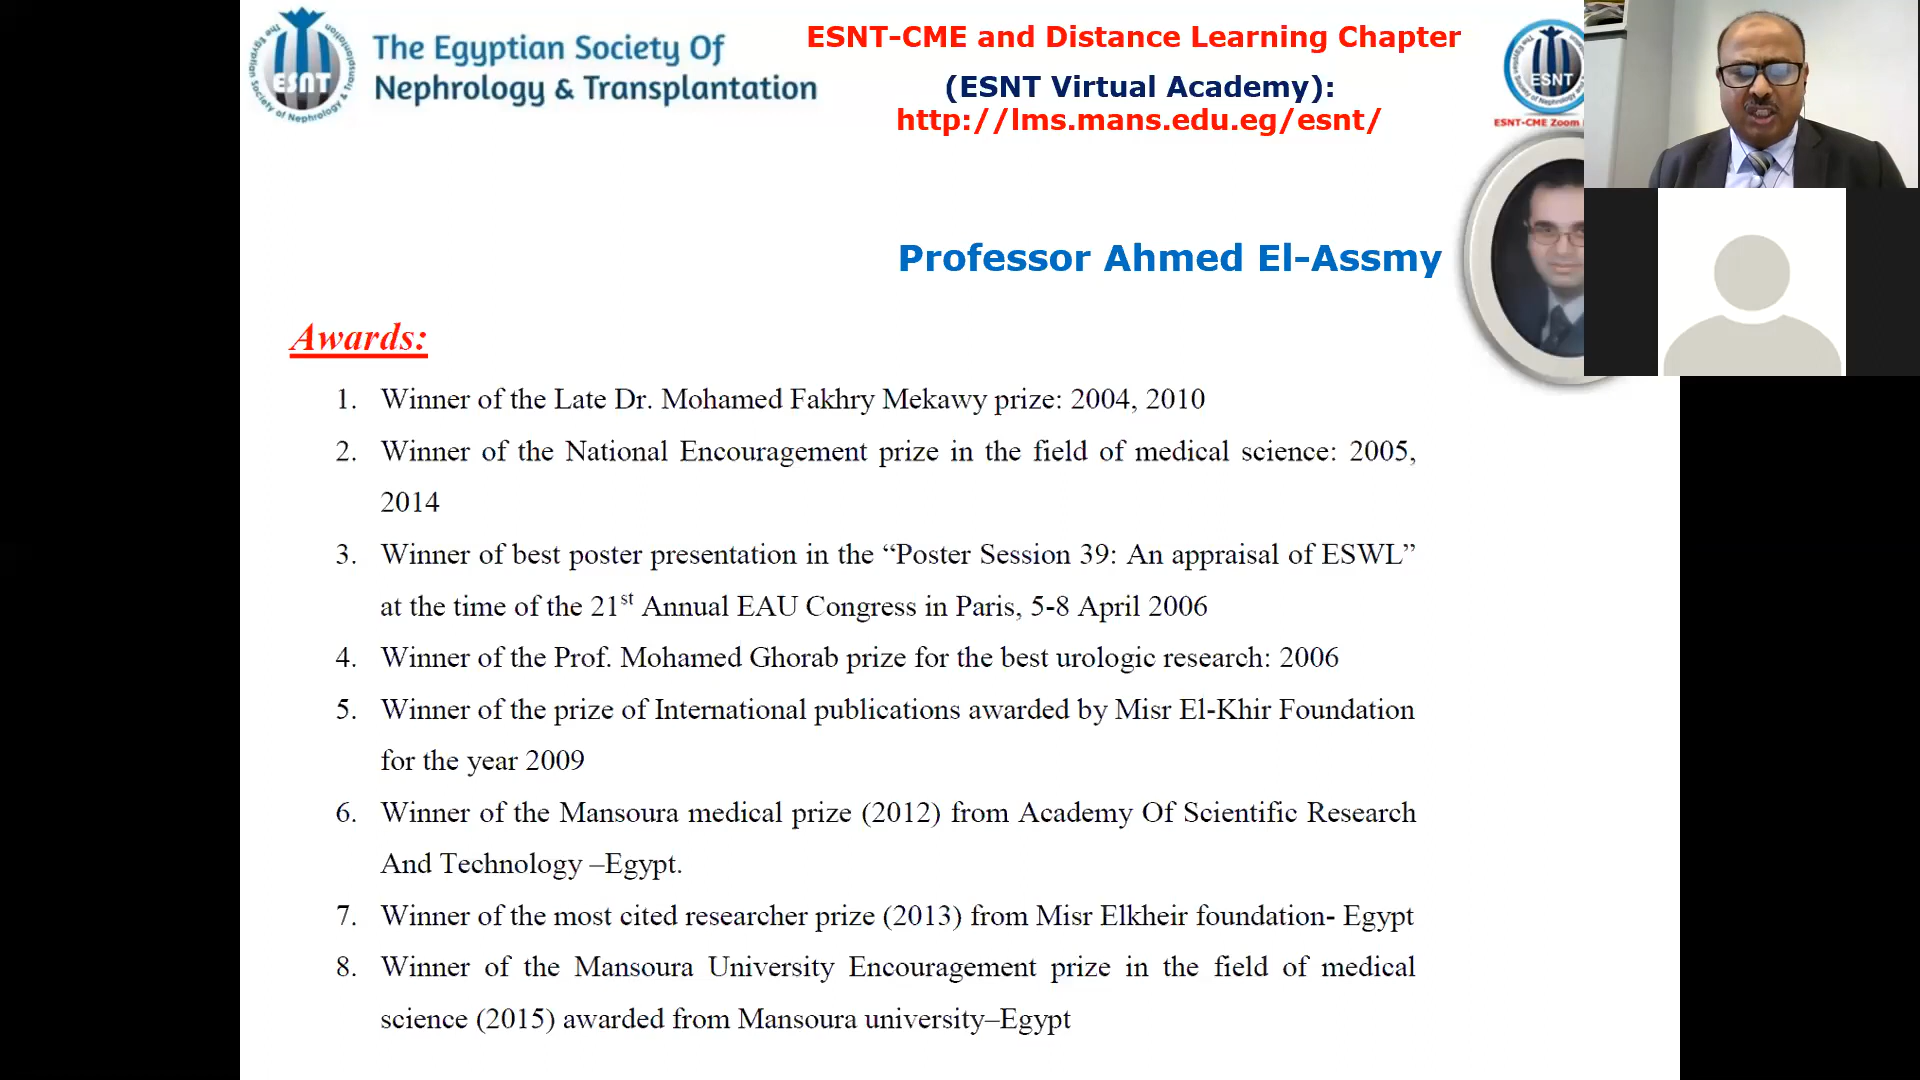 The Egyptian Society Of
Nephrology & Transplantation
ESNT
The Egyptian Society of Nephrology & Transplantation
ESNT-CME and Distance Learning Chapter
(ESNT Virtual Academy):
http://lms.mans.edu.eg/esnt/
ESNT
ESNT-CME Zoom
Professor Ahmed El-Assmy
Awards:
1. Winner of the Late Dr. Mohamed Fakhry Mekawy prize: 2004, 2010
2. Winner of the National Encouragement prize in the field of medical science: 2005,
2014
3. Winner of best poster presentation in the “Poster Session 39: An appraisal of ESWL”
at the time of the 21st Annual EAU Congress in Paris, 5-8 April 2006
4. Winner of the Prof. Mohamed Ghorab prize for the best urologic research: 2006
5. Winner of the prize of International publications awarded by Misr El-Khir Foundation
for the year 2009
6. Winner of the Mansoura medical prize (2012) from Academy Of Scientific Research
And Technology –Egypt.
7. Winner of the most cited researcher prize (2013) from Misr Elkheir foundation- Egypt
8. Winner of the Mansoura University Encouragement prize in the field of medical
science (2015) awarded from Mansoura university–Egypt